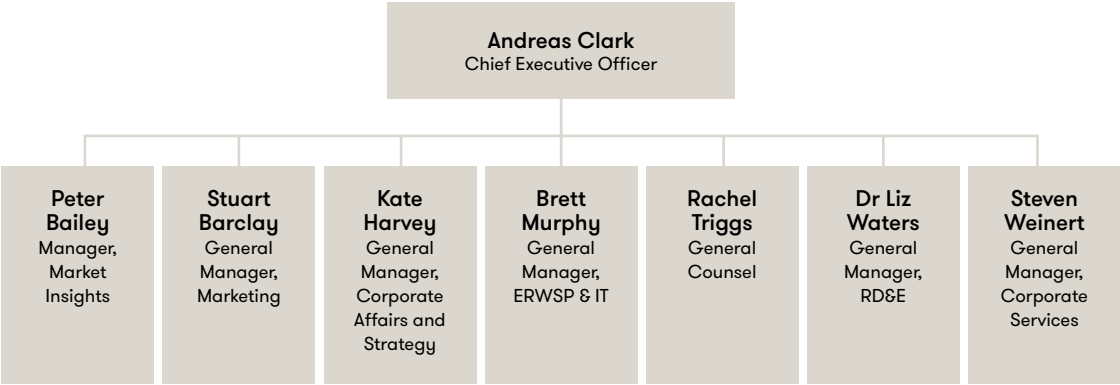 Andreas Clark
Chief Executive Officer
Peter
Bailey
Manager,
Market
Insights
Stuart
Barclay
General
Manager,
Marketing
Kate
Harvey
General
Manager,
Corporate
Affairs and
Strategy
Brett
Murphy
General
Manager,
ERWSP & IT
Rachel
Triggs
General
Counsel
Dr Liz
Waters
General
Manager,
RD&E
Steven
Weinert
General
Manager,
Corporate
Services